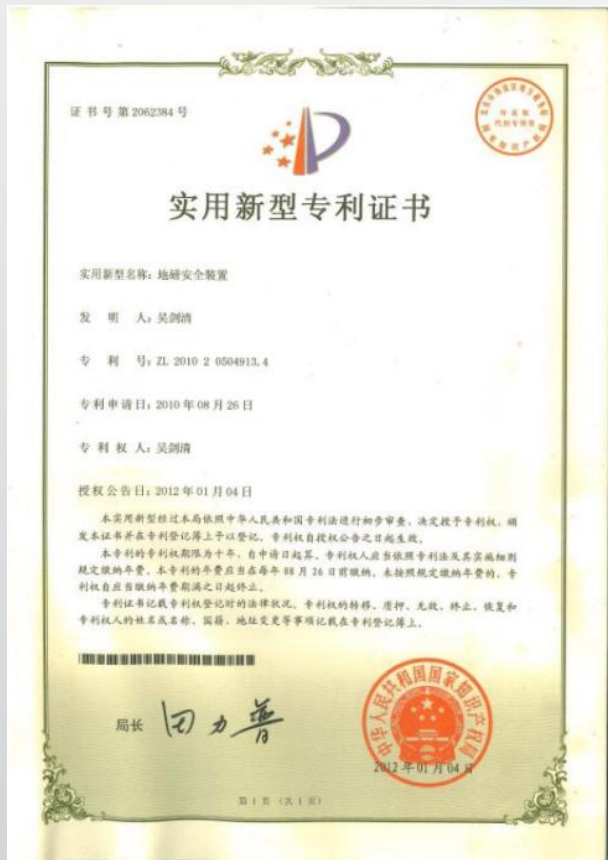 证书号第2062384号
实用新型专利证书
实用新型名称：地磅安全装置
发明人：吴剑清
专利号：ZL 2010 2 0504913.4
专利申请日：2010年08月26日
专利权人：吴剑清
授权公告日：2012年01月04日
本实用新型经过本局依照中华人民共和国专利法进行初步审查，决定授予专利权，颁
发本证书并在专利登记簿上予以登记。专利权自授权公告之日起生效。
本专利的专利权期限为十年，自申请日起算。专利权人应当依照专利法及其实施细则
规定缴纳年费。本专利的年费应当在每年08月26日前缴纳。未按照规定缴纳年费的，专
利权自应当缴纳年费期满之日起终止。
专利证书记载专利权登记时的法律状况。专利权的转移、质押、无效、终止、恢复和
专利权人的姓名或名称、国籍、地址变更等事项记载在专利登记簿上。
局长 田力普
中华人民共和国国家知识产权局
2012年01月04日
第1页（共1页）